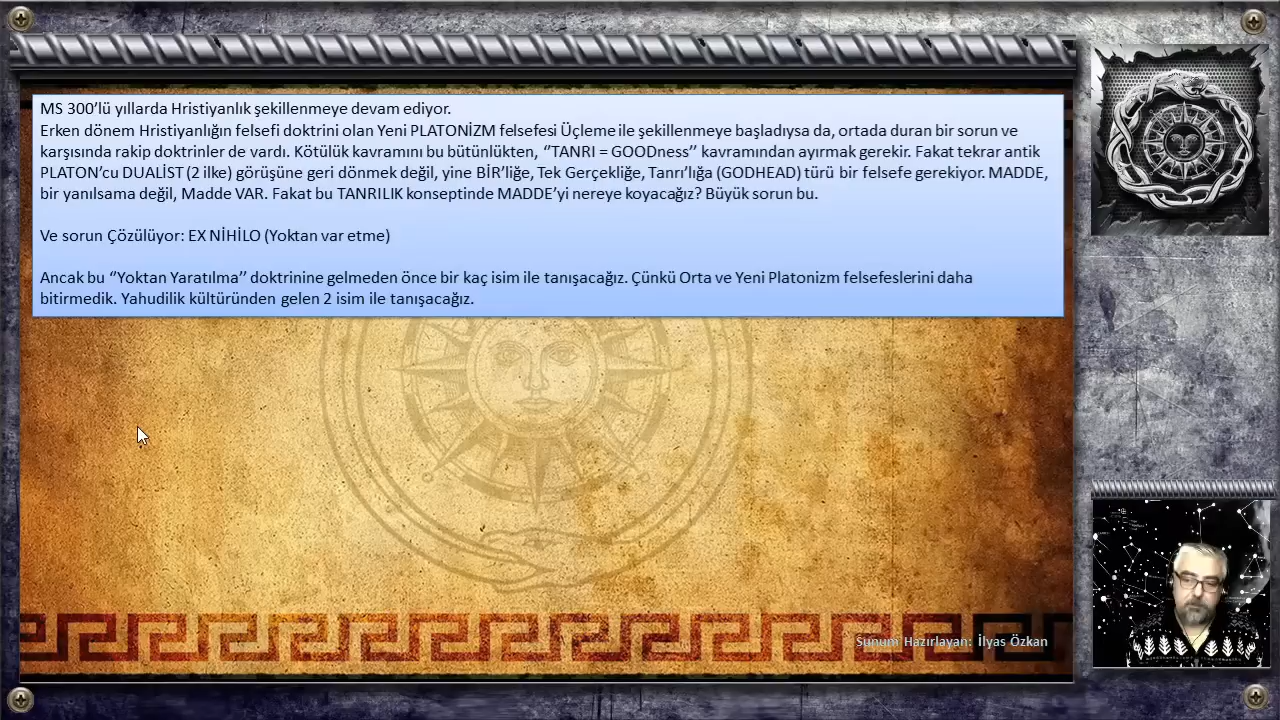 MS 300’lü yıllarda Hristiyanlık şekillenmeye devam ediyor.
Erken dönem Hristiyanlığın felsefi doktrini olan Yeni PLATONİZM felsefesi Üçleme ile şekillenmeye başladıysa da, ortada duran bir sorun ve
karşısında rakip doktrinler de vardı. Kötülük kavramını bu bütünlükten, ‘’TANRI = GOODness’’ kavramından ayırmak gerekir. Fakat tekrar antik
PLATON’cu DUALİST (2 ilke) görüşüne geri dönmek değil, yine BİR’liğe, Tek Gerçekliğe, Tanrı’lığa (GODHEAD) türü bir felsefe gerekiyor. MADDE,
bir yanılsama değil, Madde VAR. Fakat bu TANRILIK konseptinde MADDE’yi nereye koyacağız? Büyük sorun bu.
Ve sorun Çözülüyor: EX NİHİLO (Yoktan var etme)
Ancak bu ‘’Yoktan Yaratılma’’ doktrinine gelmeden önce bir kaç isim ile tanışacağız. Çünkü Orta ve Yeni Platonizm felsefeslerini daha
bitirmedik. Yahudilik kültüründen gelen 2 isim ile tanışacağız.
Sunum Hazırlayan: İlyas Özkan